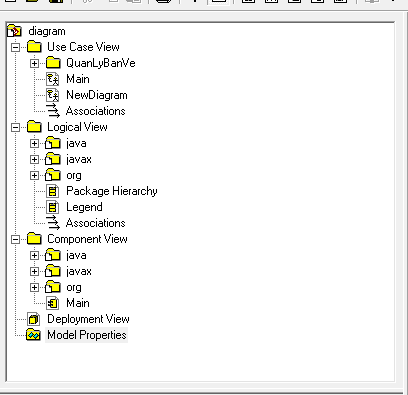 diagram
Use Case View
QuanLyBanVe
Main
NewDiagram
Associations
Logical View
java
javax
org
Package Hierarchy
Legend
Associations
Component View
java
javax
org
Main
Deployment View
Model Properties